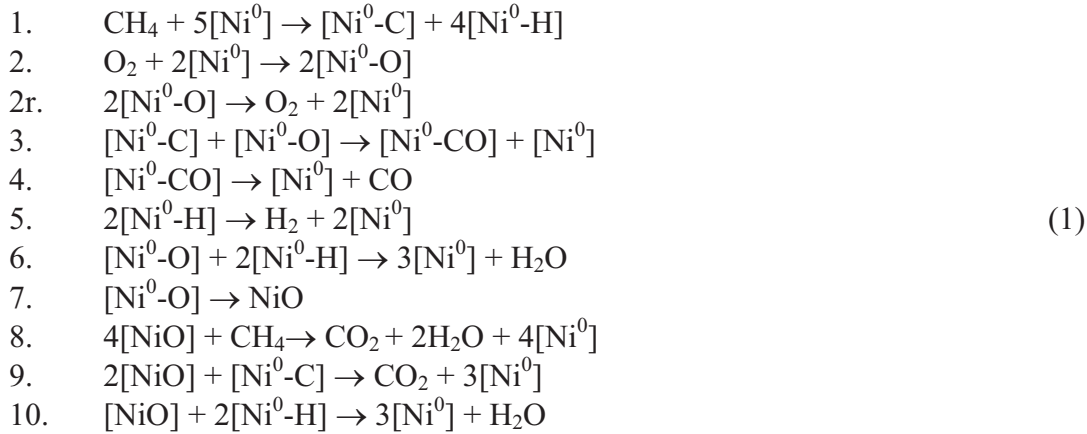 1. CH₄ + 5[Ni⁰] → [Ni⁰-C] + 4[Ni⁰-H]
2. O₂ + 2[Ni⁰] → 2[Ni⁰-O]
2r. 2[Ni⁰-O] → O₂ + 2[Ni⁰]
3. [Ni⁰-C] + [Ni⁰-O] → [Ni⁰-CO] + [Ni⁰]
4. [Ni⁰-CO] → [Ni⁰] + CO
5. 2[Ni⁰-H] → H₂ + 2[Ni⁰] (1)
6. [Ni⁰-O] + 2[Ni⁰-H] → 3[Ni⁰] + H₂O
7. [Ni⁰-O] → NiO
8. 4[NiO] + CH₄→ CO₂ + 2H₂O + 4[Ni⁰]
9. 2[NiO] + [Ni⁰-C] → CO₂ + 3[Ni⁰]
10. [NiO] + 2[Ni⁰-H] → 3[Ni⁰] + H₂O